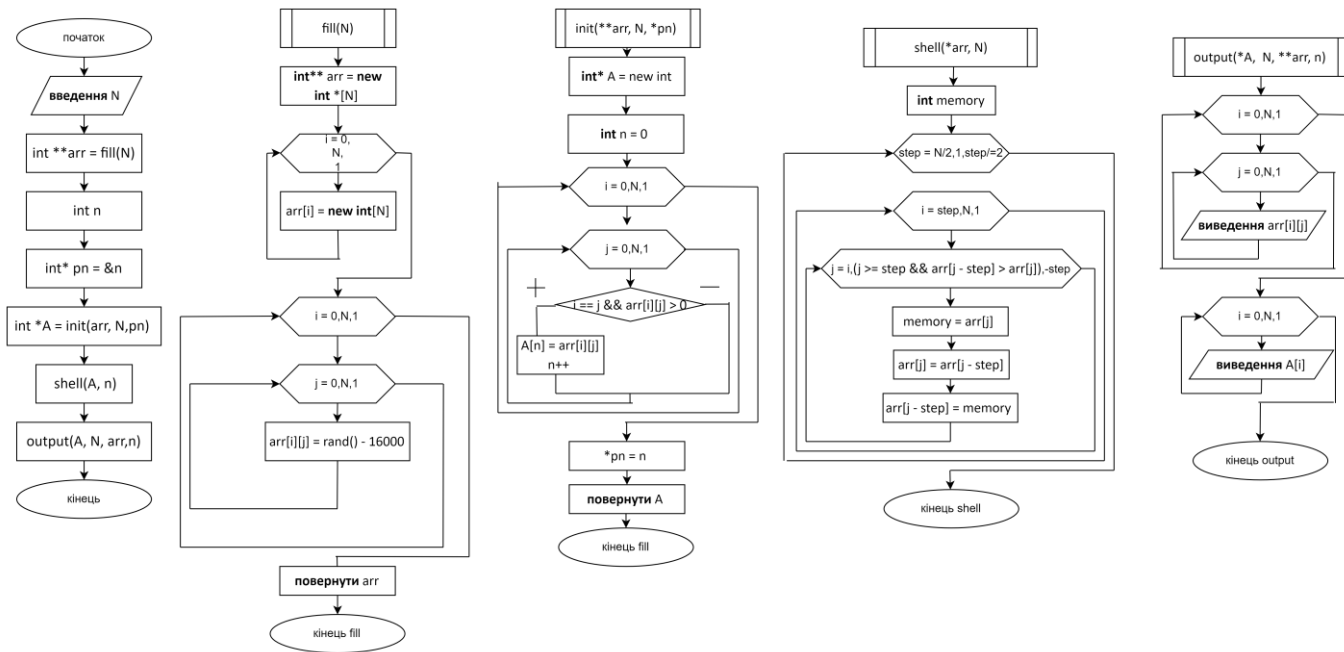 початок
введення N
int **arr = fill(N)
int n
int* pn = &n
int *A = init(arr, N,pn)
shell(A, n)
output(A, N, arr,n)
кінець
fill(N)
int** arr = new
int *[N]
i = 0,
N,
1
arr[i] = new int[N]
i = 0,N,1
j = 0,N,1
arr[i][j] = rand() - 16000
повернути arr
кінець fill
init(**arr, N, *pn)
int* A = new int
int n = 0
i = 0,N,1
j = 0,N,1
+
—
i == j && arr[i][j] > 0
A[n] = arr[i][j]
n++
*pn = n
повернути A
кінець fill
shell(*arr, N)
int memory
step = N/2,1,step/=2
i = step,N,1
j = i,(j >= step && arr[j - step] > arr[j]),-step
memory = arr[j]
arr[j] = arr[j - step]
arr[j - step] = memory
кінець shell
output(*A, N, **arr, n)
i = 0,N,1
j = 0,N,1
виведення arr[i][j]
i = 0,N,1
виведення A[i]
кінець output